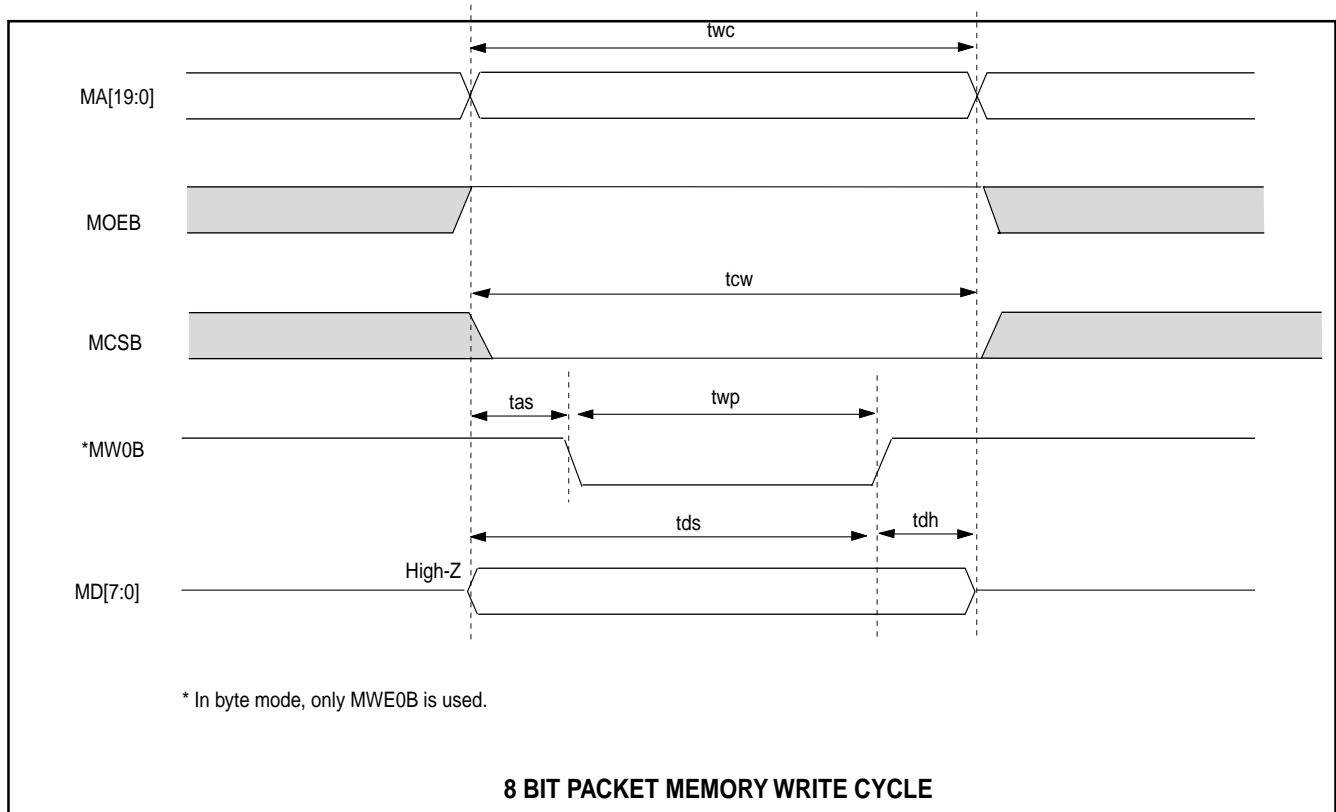 twc
MA[19:0]
MOEB
tcw
MCSB
tas
twp
*MW0B
tds
tdh
High-Z
MD[7:0]
* In byte mode, only MWE0B is used.
8 BIT PACKET MEMORY WRITE CYCLE